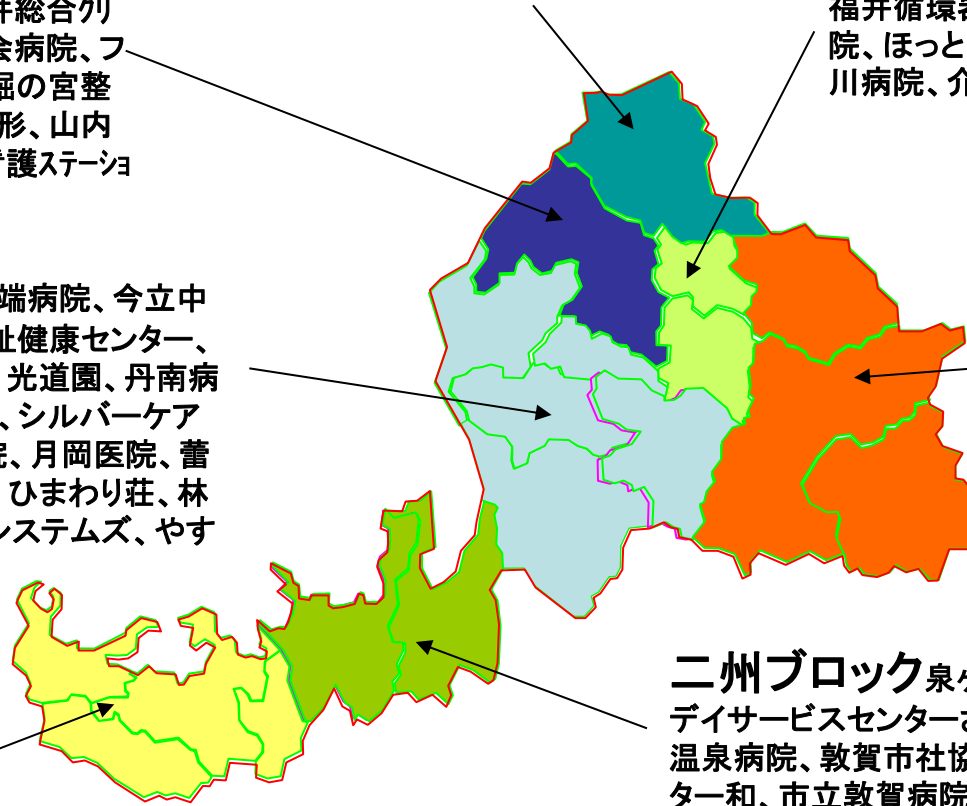 井総合クリ
会病院、フ
堀の宮整
形、山内
看護ステーショ
福井循環器
院、ほっと
川病院、介
端病院、今立中
祉健康センター、
光道園、丹南病
、シルバーケア
院、月岡医院、蕾
ひまわり荘、林
システムズ、やす
二州ブロック泉ヶ
デイサービスセンターさ
温泉病院、敦賀市社協
ター和、市立敦賀病院